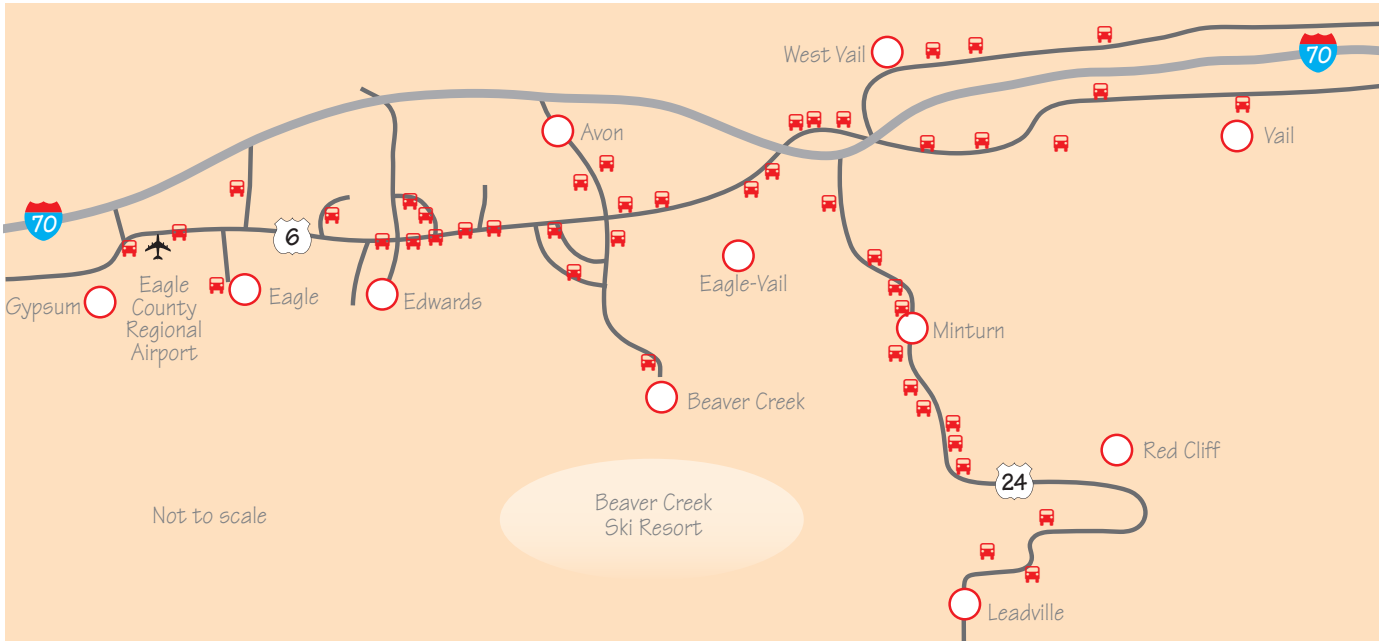 West Vail
70
Avon
Vail
70
6
Eagle-Vail
Gypsum
Eagle
County
Regional
Airport
Eagle
Edwards
Minturn
Beaver Creek
Red Cliff
24
Beaver Creek
Ski Resort
Not to scale
Leadville